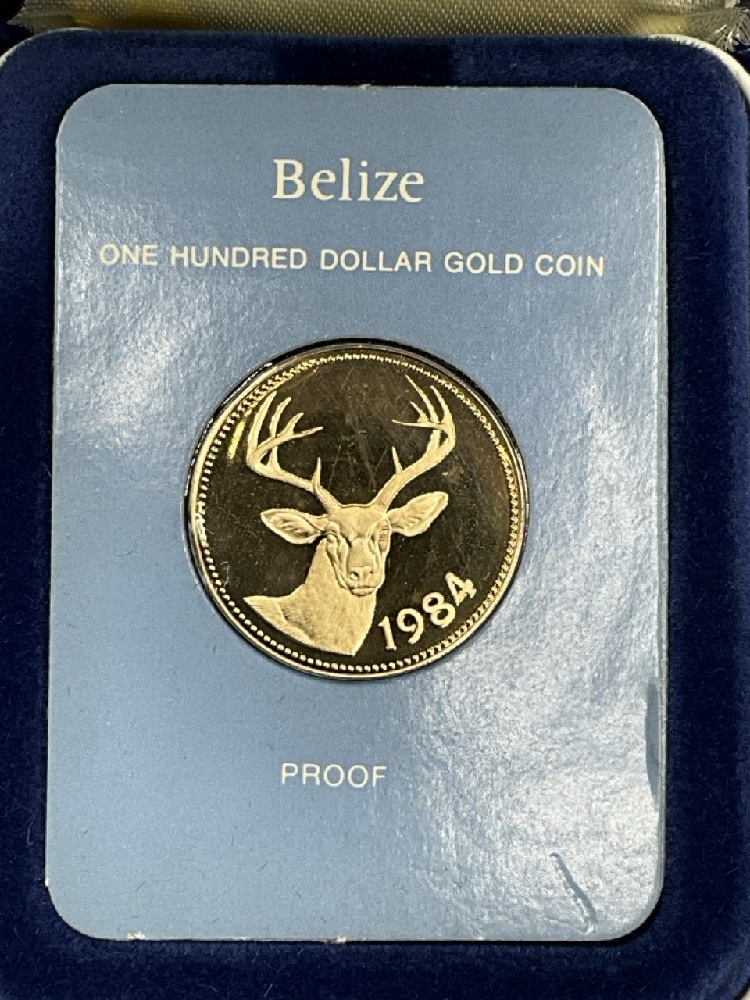 Belize
ONE HUNDRED DOLLAR GOLD COIN
1984
PROOF